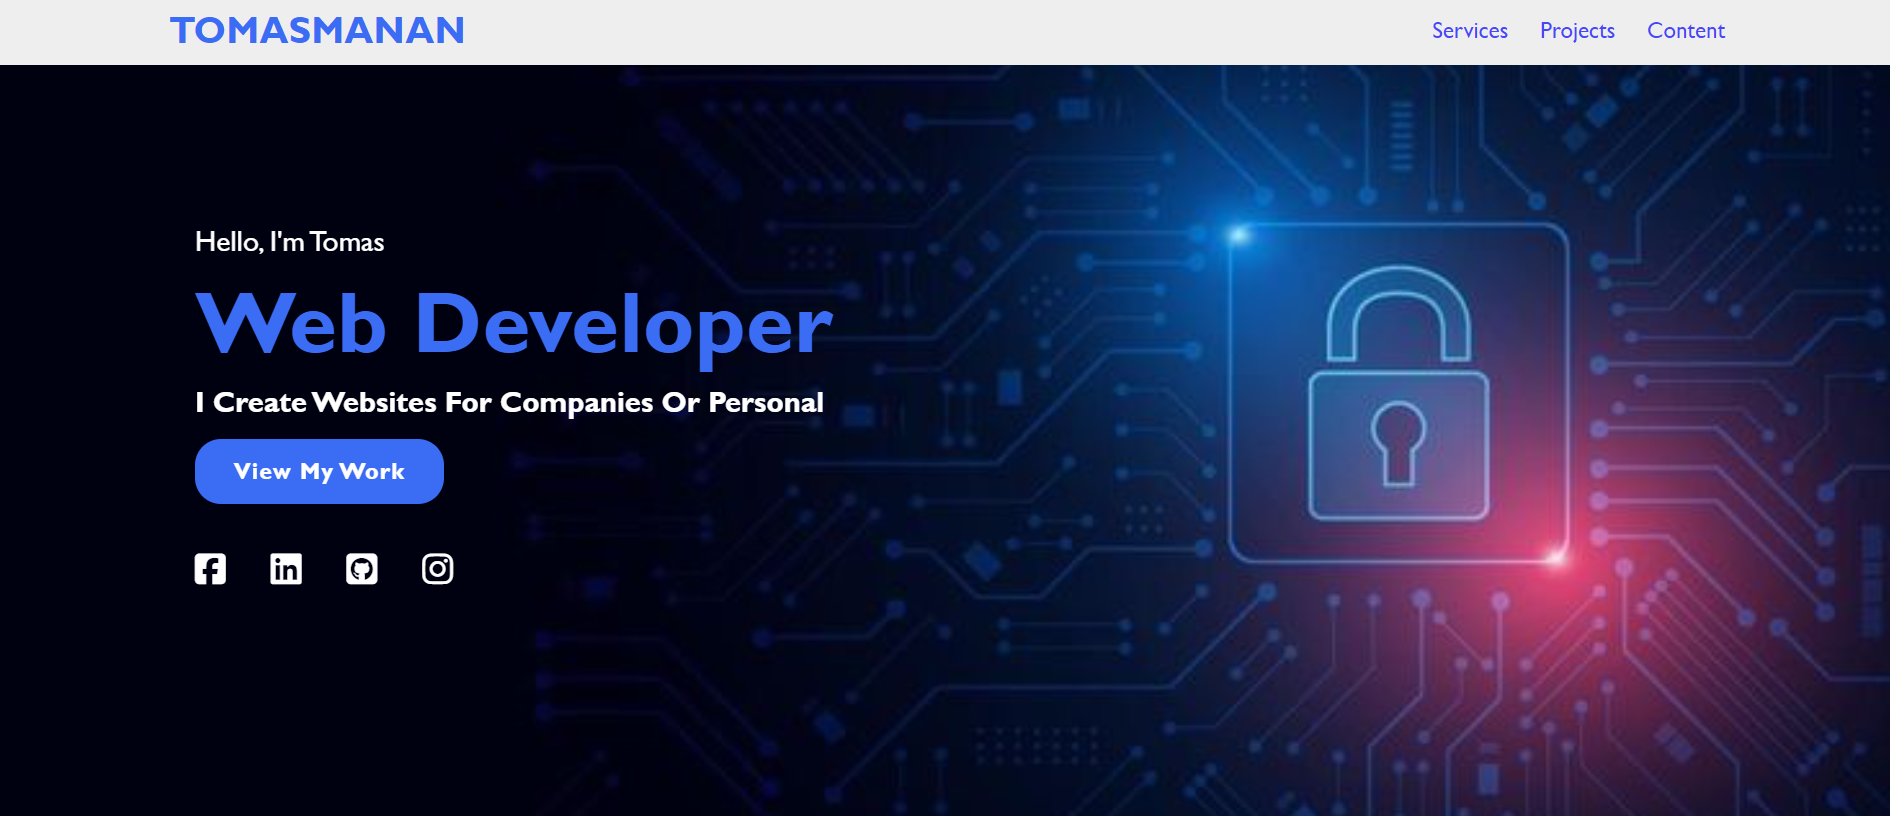 TOMASMANAN
Services Projects Content
Hello, I'm Tomas
Web Developer
I Create Websites For Companies Or Personal
View My Work